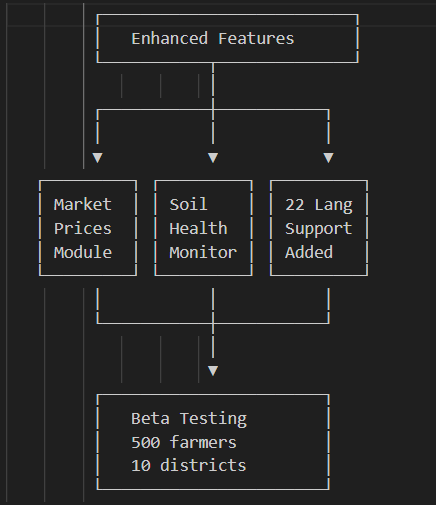 Enhanced Features
Market
Prices
Module
Soil
Health
Monitor
22 Lang
Support
Added
Beta Testing
500 farmers
10 districts